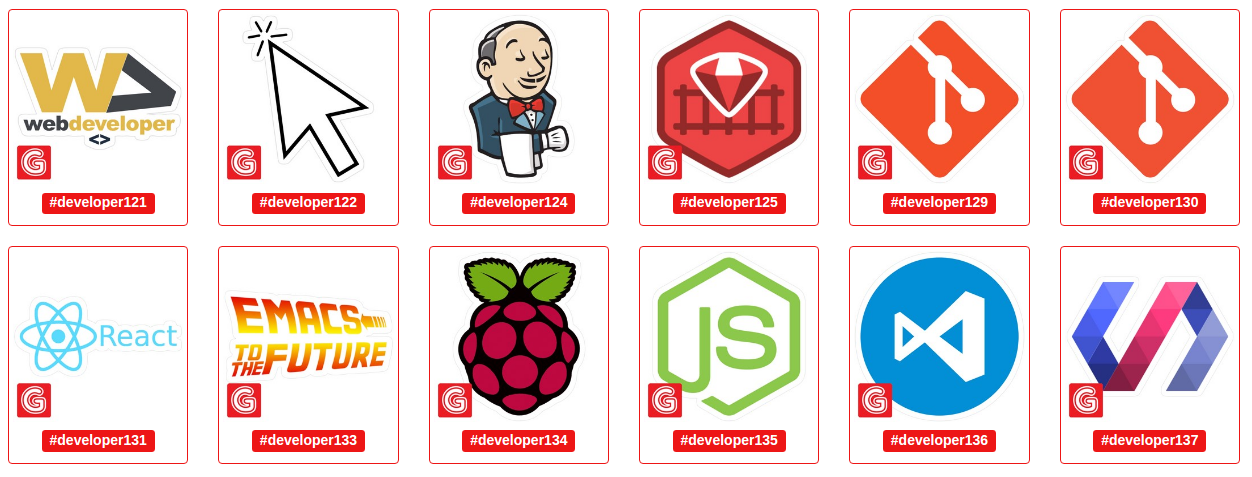 W
webdeveloper
<>
G
#developer121
G
#developer122
G
#developer124
G
#developer125
G
#developer129
G
#developer130
React
G
#developer131
EMACS
TO THE FUTURE
G
#developer133
G
#developer134
JS
G
#developer135
G
#developer136
G
#developer137